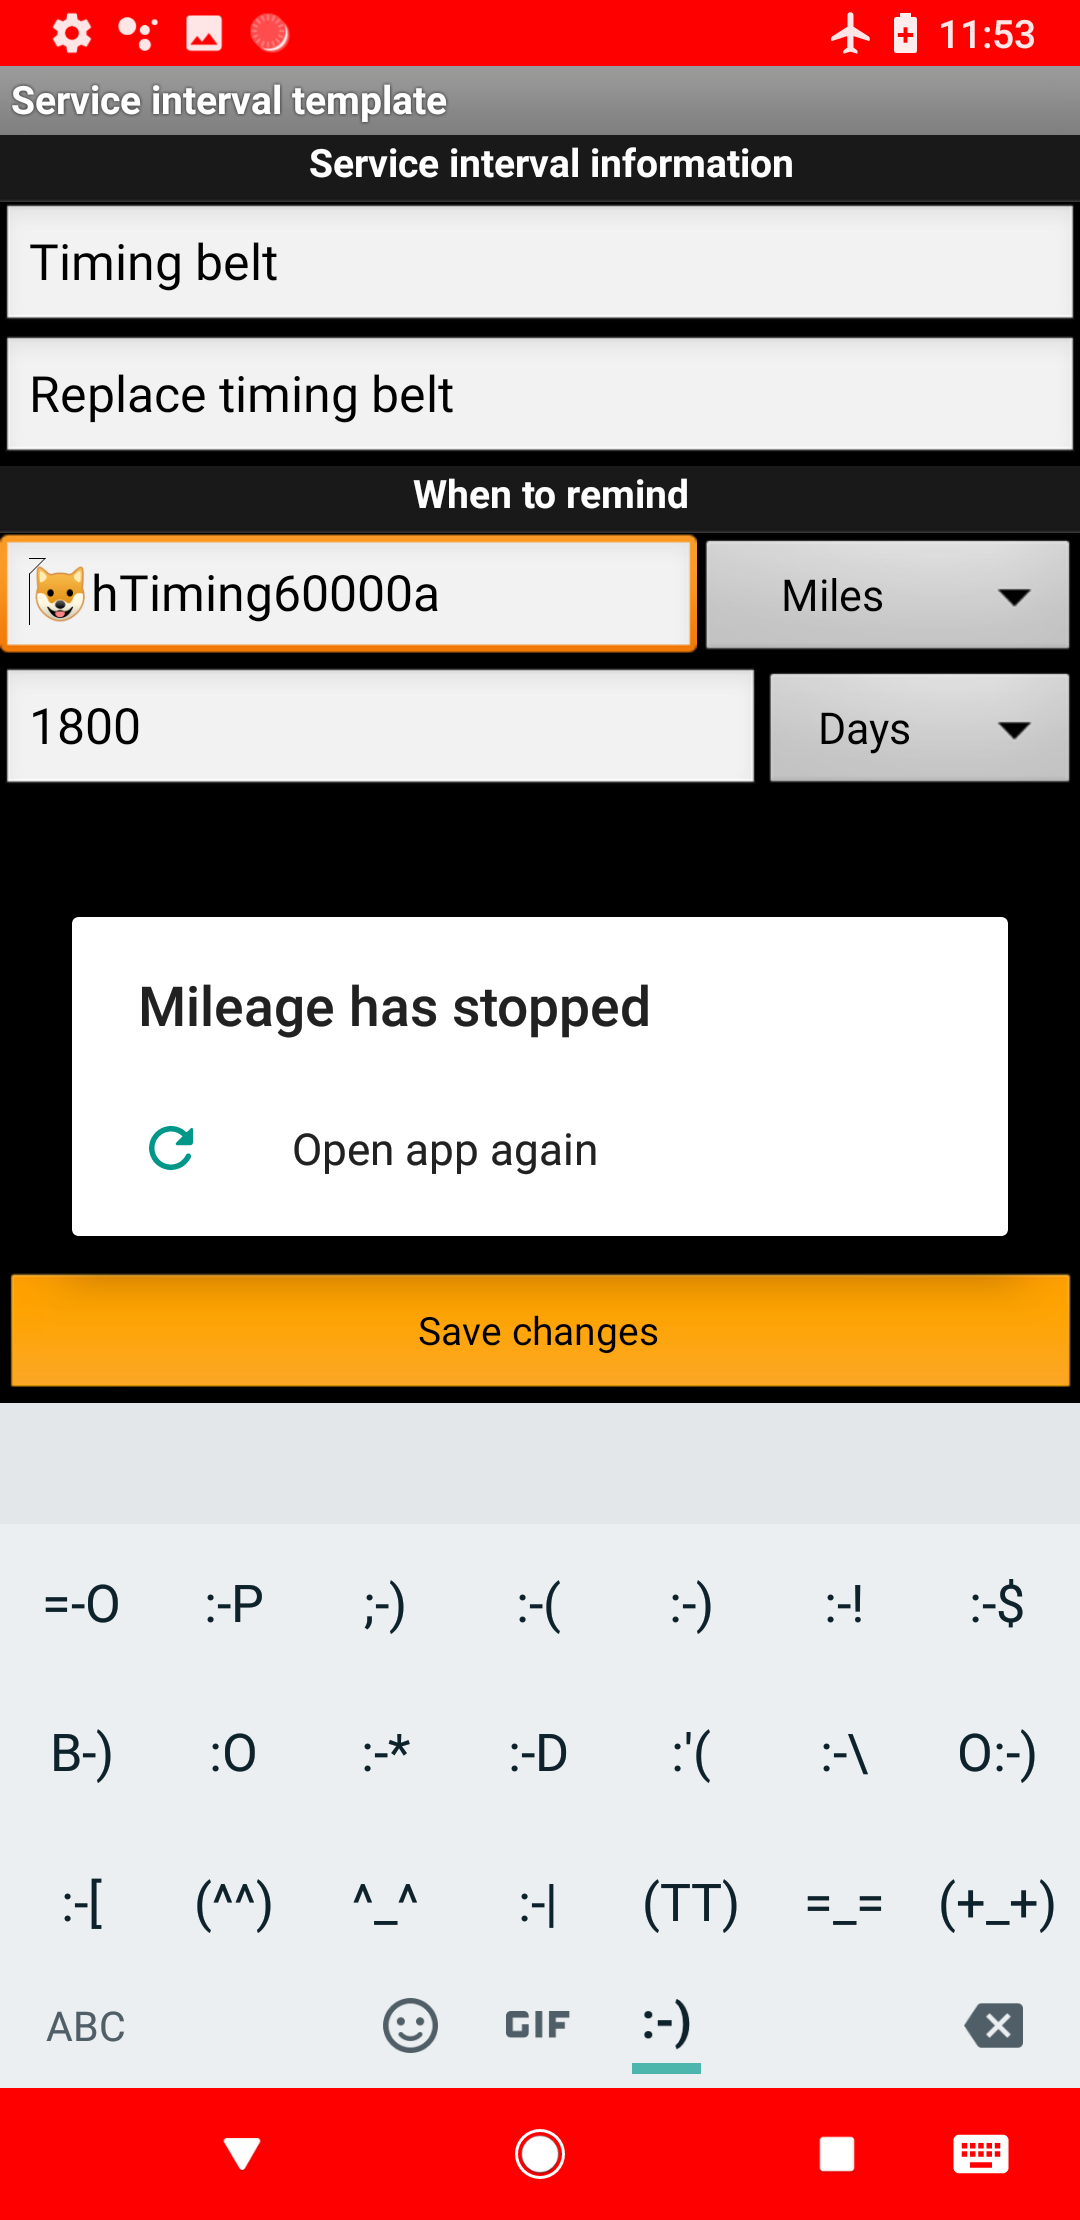 11:53
Service interval template
Service interval information
Timing belt
Replace timing belt
When to remind
🐶hTiming60000a Miles
1800 Days
Mileage has stopped
Open app again
Save changes
=-O :-P ;-) :-( :-) :-! :-$
B-) :O :-* :-D :'( :-\ O:-)
:-[ (^^) ^_^ :-| (TT) =_= (+_+)
ABC GIF :-)